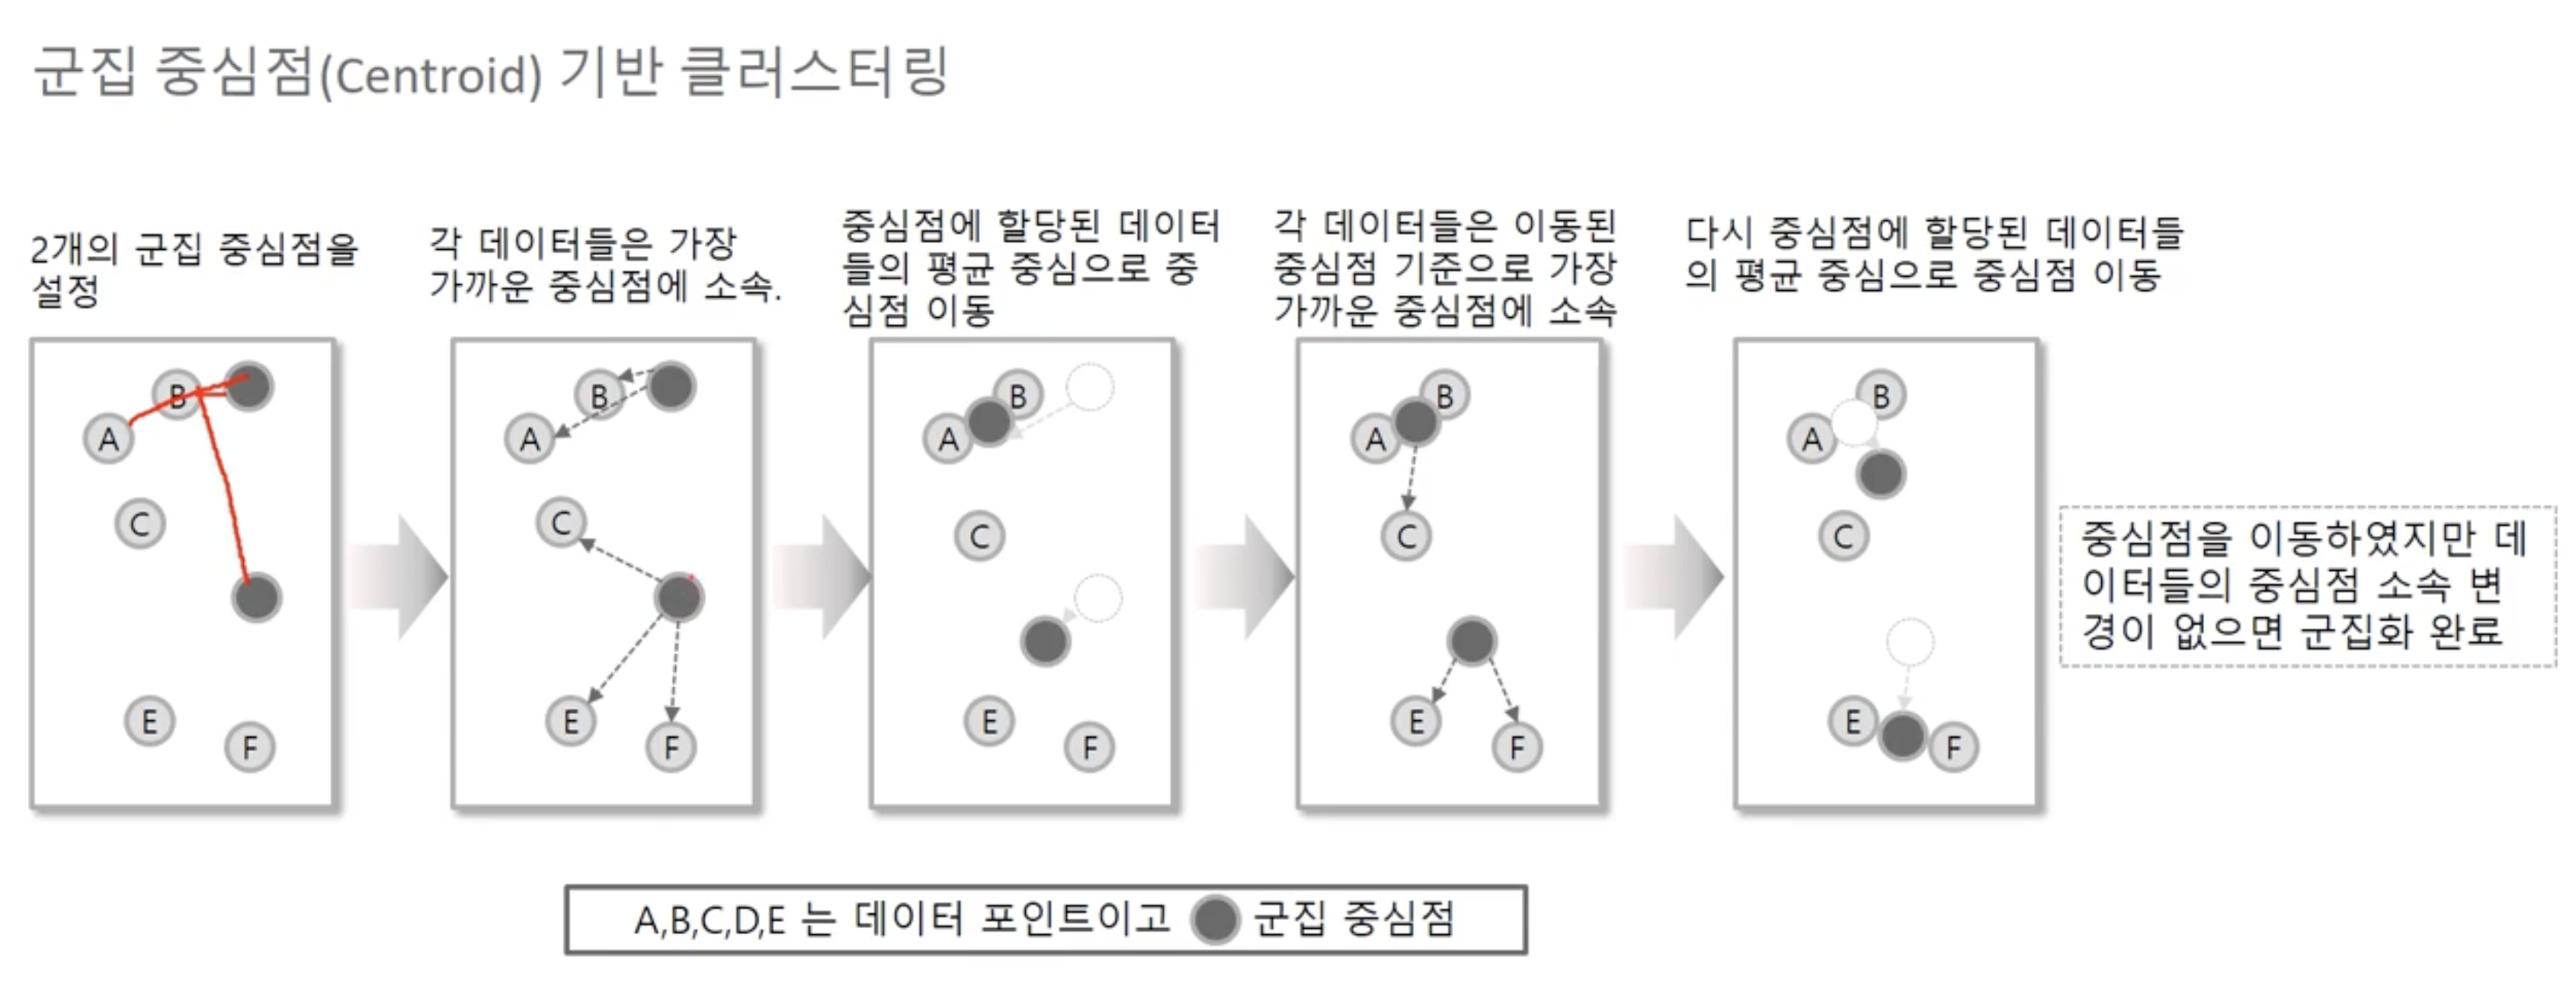 군집 중심점(Centroid) 기반 클러스터링
2개의 군집 중심점을
설정
각 데이터들은 가장
가까운 중심점에 소속.
중심점에 할당된 데이터
들의 평균 중심으로 중
심점 이동
각 데이터들은 이동된
중심점 기준으로 가장
가까운 중심점에 소속
다시 중심점에 할당된 데이터들
의 평균 중심으로 중심점 이동
B
A
C
E
F
B
A
C
E
F
B
A
C
E
F
B
A
C
E
F
B
A
C
E
F
중심점을 이동하였지만 데
이터들의 중심점 소속 변
경이 없으면 군집화 완료
A,B,C,D,E 는 데이터 포인트이고 군집 중심점